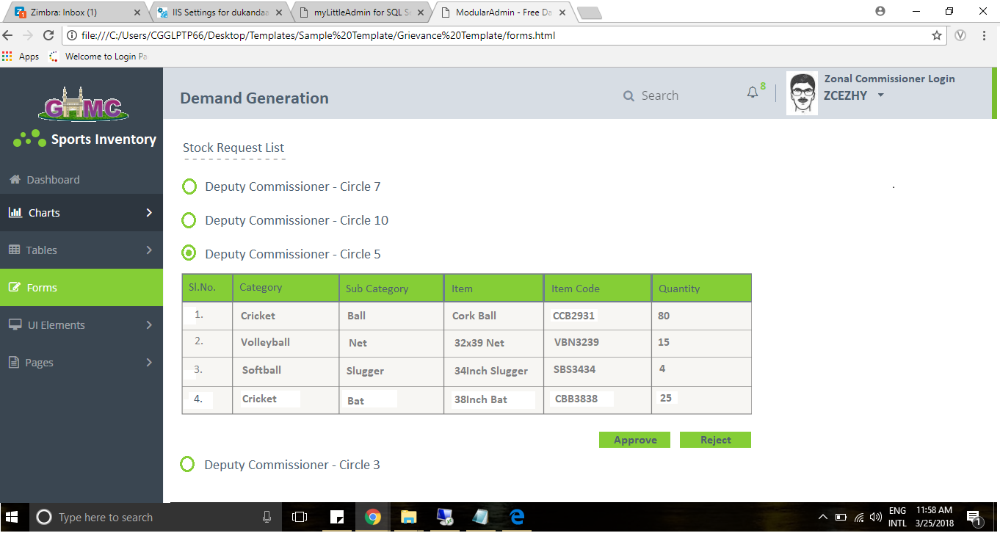 Zimbra: Inbox (1)
IIS Settings for dukandaa
myLittleAdmin for SQL Se
ModularAdmin - Free Da
file:///C:/Users/CGGLPTP66/Desktop/Templates/Sample%20Template/Grievance%20Template/forms.html
Apps
Welcome to Login Pa
GHMC
Sports Inventory
Dashboard
Charts
Tables
Forms
UI Elements
Pages
Demand Generation
Search
8
Zonal Commissioner Login
ZCEZHY
Stock Request List
Deputy Commissioner - Circle 7
Deputy Commissioner - Circle 10
Deputy Commissioner - Circle 5
Sl.No. Category Sub Category Item Item Code Quantity
1. Cricket Ball Cork Ball CCB2931 80
2. Volleyball Net 32x39 Net VBN3239 15
3. Softball Slugger 34Inch Slugger SBS3434 4
4. Cricket Bat 38Inch Bat CBB3838 25
Approve Reject
Deputy Commissioner - Circle 3
Type here to search
ENG 11:58 AM
INTL 3/25/2018
1